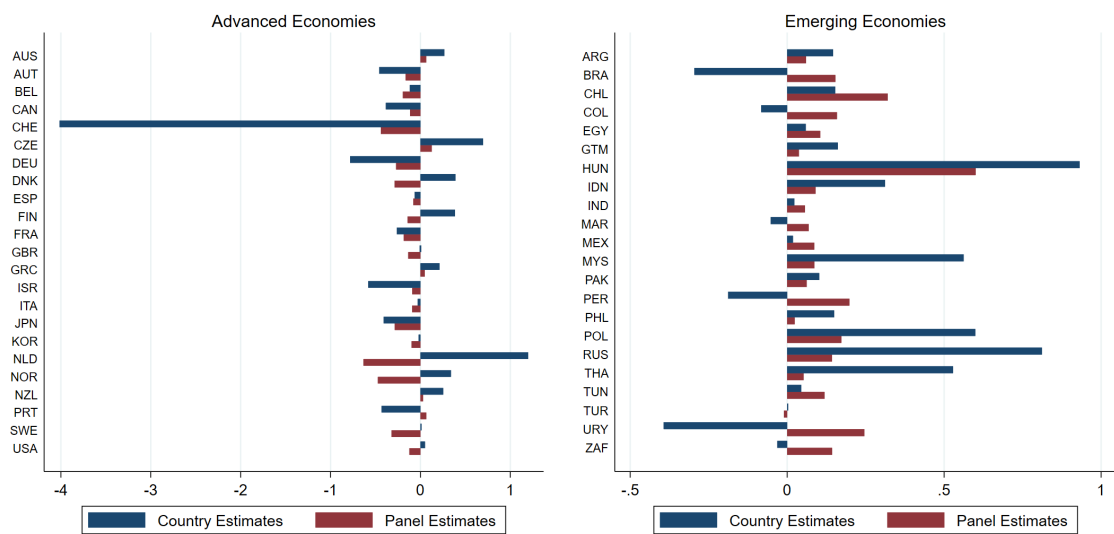 Advanced Economies
AUS
AUT
BEL
CAN
CHE
CZE
DEU
DNK
ESP
FIN
FRA
GBR
GRC
ISR
ITA
JPN
KOR
NLD
NOR
NZL
PRT
SWE
USA
-4 -3 -2 -1 0 1
Country Estimates Panel Estimates
Emerging Economies
ARG
BRA
CHL
COL
EGY
GTM
HUN
IDN
IND
MAR
MEX
MYS
PAK
PER
PHL
POL
RUS
THA
TUN
TUR
URY
ZAF
-.5 0 .5 1
Country Estimates Panel Estimates